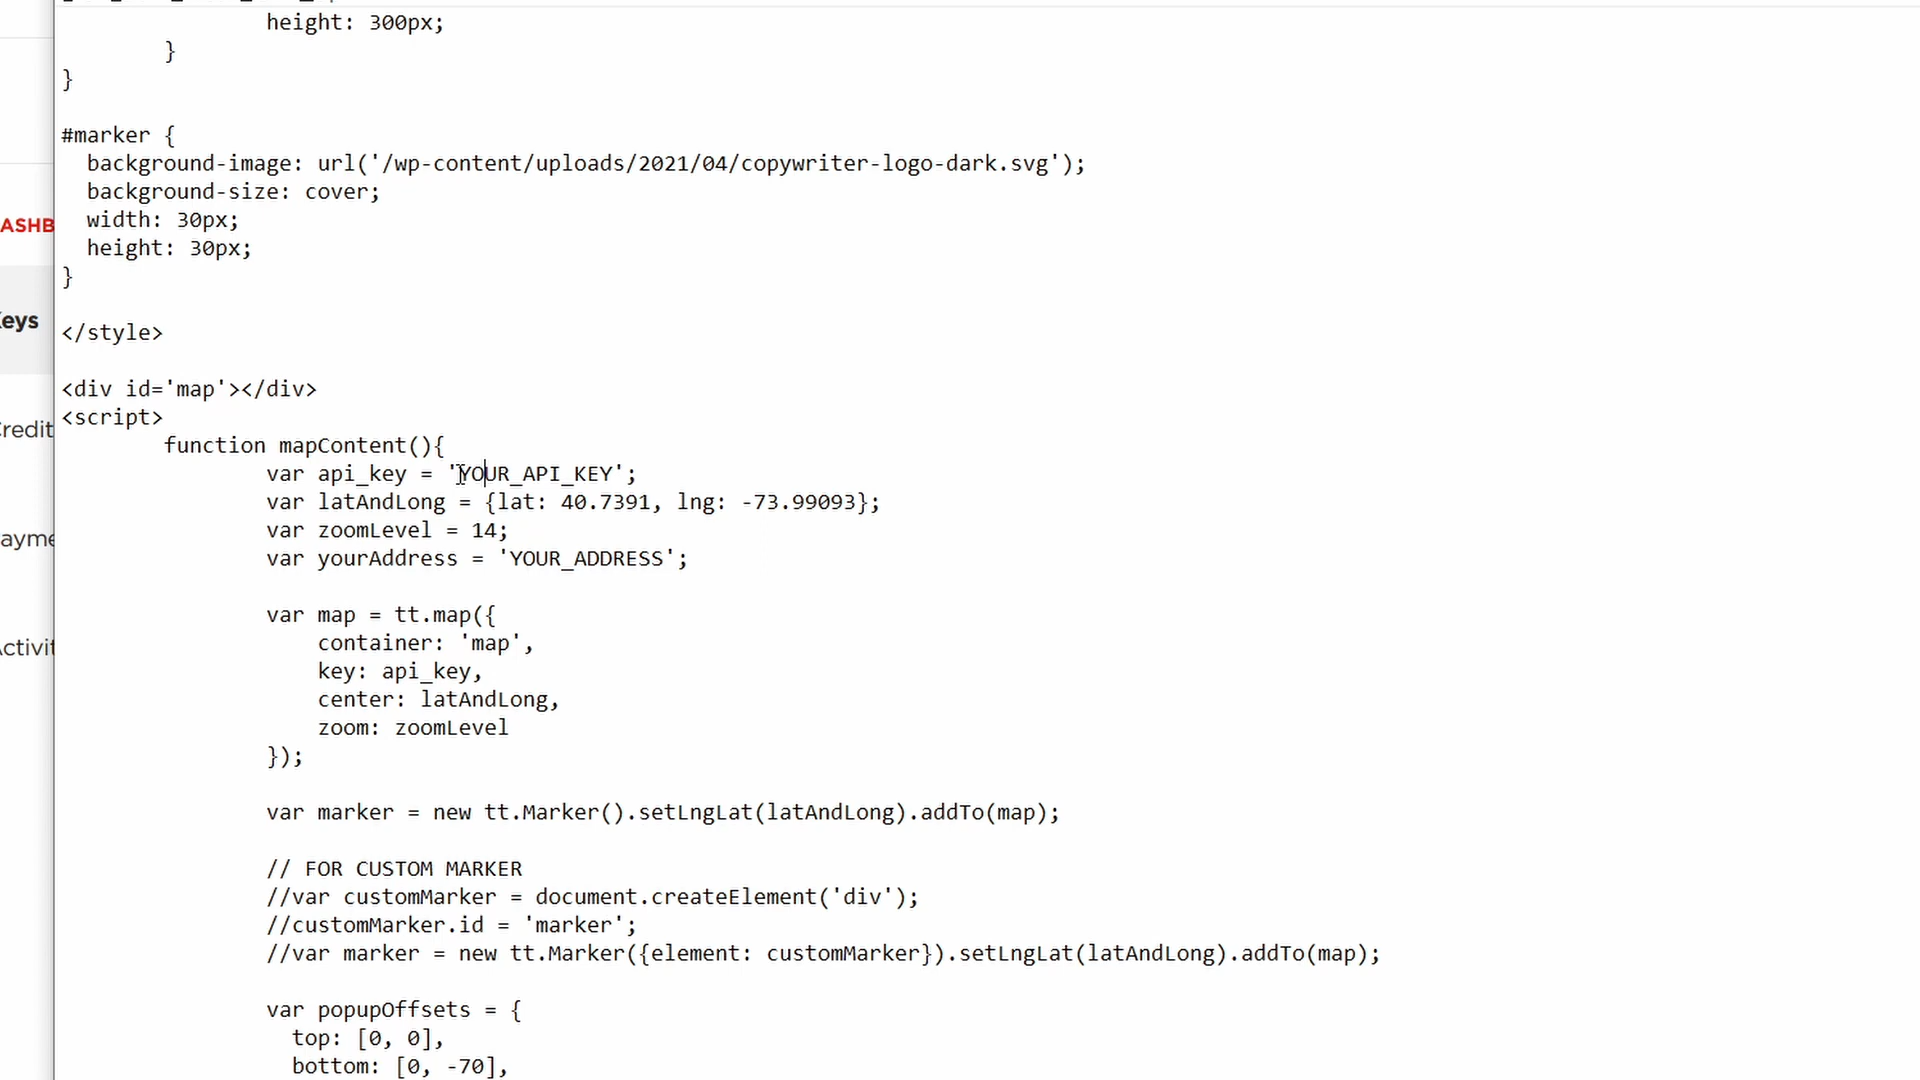 height: 300px;
}
}
#marker {
background-image: url('/wp-content/uploads/2021/04/copywriter-logo-dark.svg');
background-size: cover;
width: 30px;
ASHB
height: 30px;
}
Keys
</style>
<div id='map'></div>
<script>
redit
function mapContent(){
var api_key = 'YOUR_API_KEY';
var latAndLong = {lat: 40.7391, lng: -73.99093};
var zoomLevel = 14;
ayme
var yourAddress = 'YOUR_ADDRESS';
var map = tt.map({
container: 'map',
Activit
key: api_key,
center: latAndLong,
zoom: zoomLevel
});
var marker = new tt.Marker().setLngLat(latAndLong).addTo(map);
// FOR CUSTOM MARKER
//var customMarker = document.createElement('div');
//customMarker.id = 'marker';
//var marker = new tt.Marker({element: customMarker}).setLngLat(latAndLong).addTo(map);
var popupOffsets = {
top: [0, 0],
bottom: [0, -70],